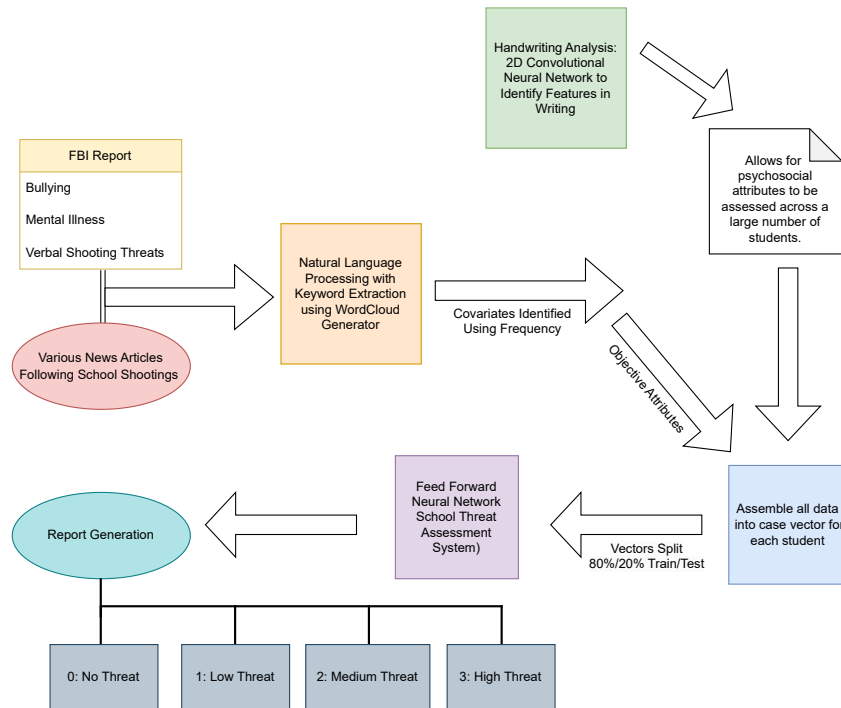 Handwriting Analysis:
2D Convolutional
Neural Network to
Identify Features in
Writing
FBI Report
Bullying
Mental Illness
Verbal Shooting Threats
Allows for
psychosocial
attributes to be
assessed across a
large number of
students.
Natural Language
Processing with
Keyword Extraction
using WordCloud
Generator
Covariates Identified
Using Frequency
Various News Articles
Following School Shootings
Objective Attributes
Feed Forward
Neural Network
School Threat
Assessment
System)
Report Generation
Vectors Split
80%/20% Train/Test
Assemble all data
into case vector for
each student
0: No Threat
1: Low Threat
2: Medium Threat
3: High Threat